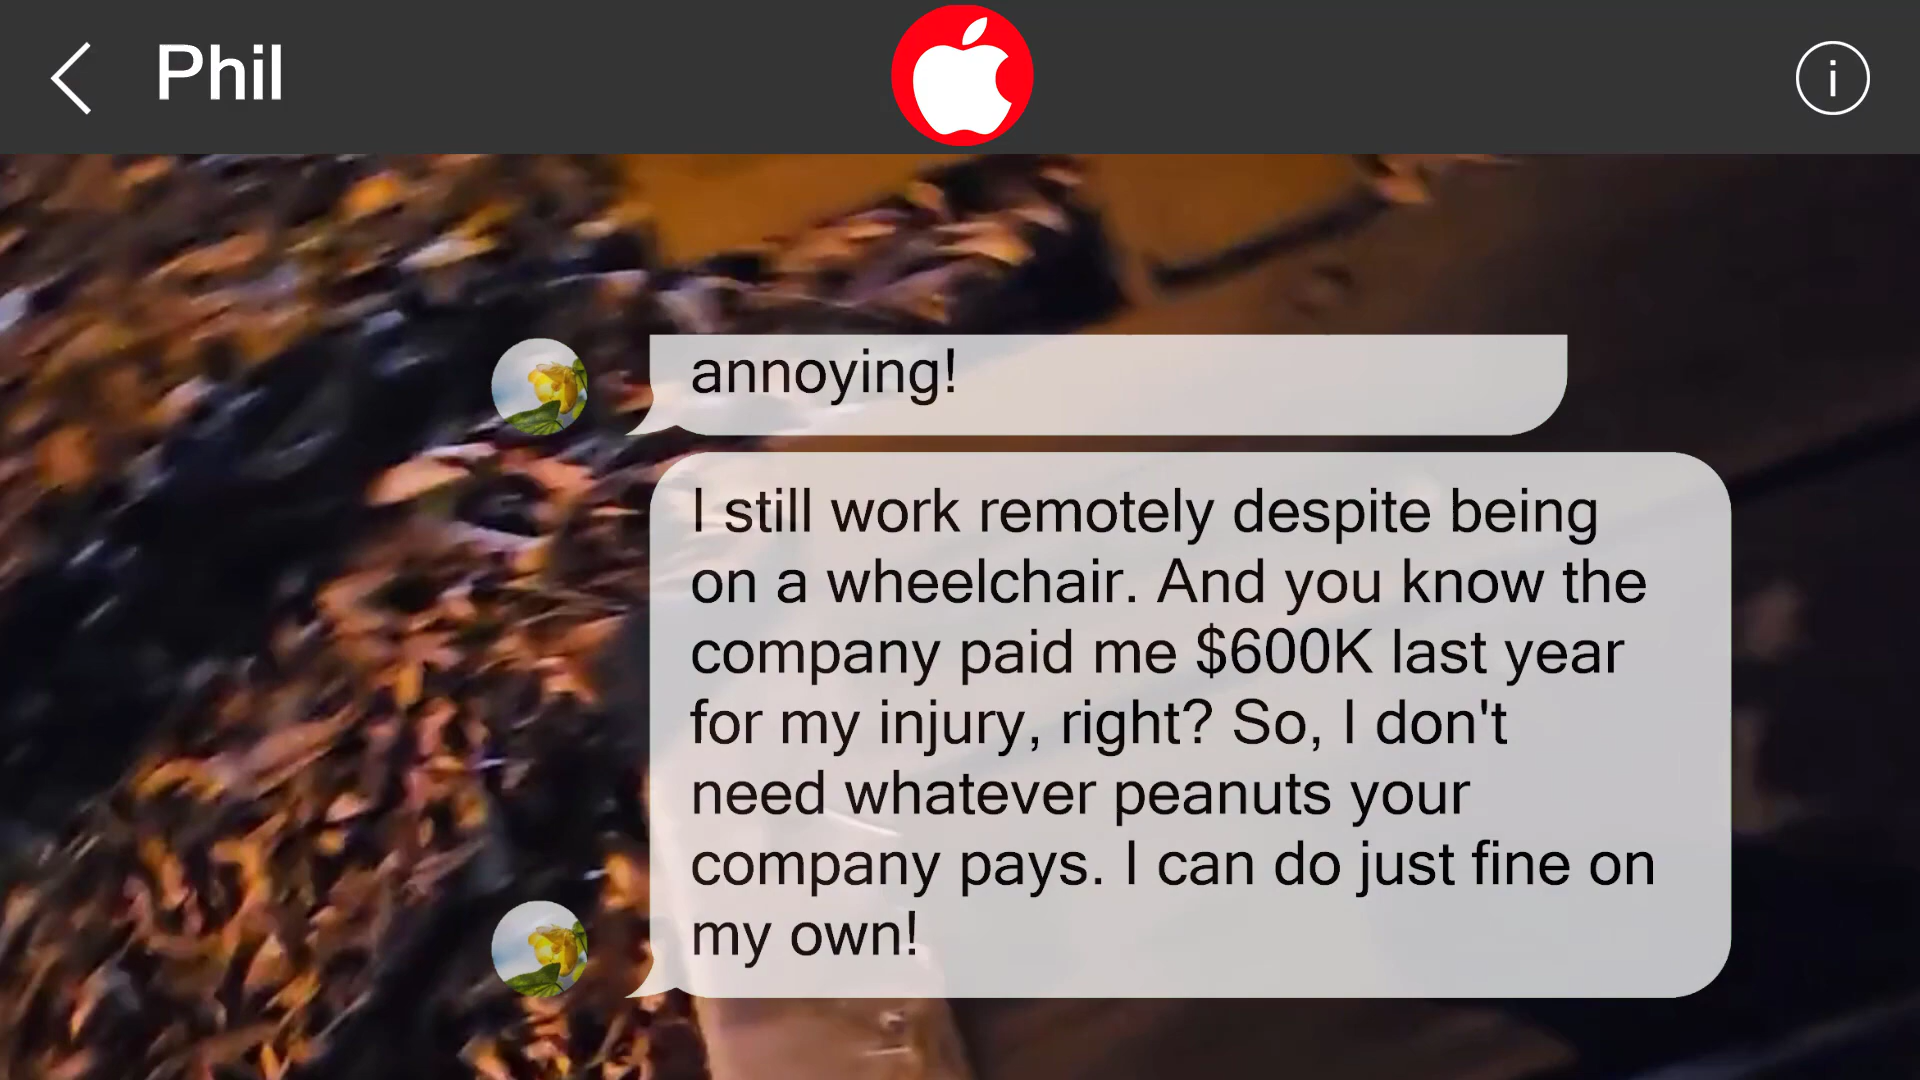 Phil
i
annoying!
I still work remotely despite being
on a wheelchair. And you know the
company paid me $600K last year
for my injury, right? So, I don't
need whatever peanuts your
company pays. I can do just fine on
my own!